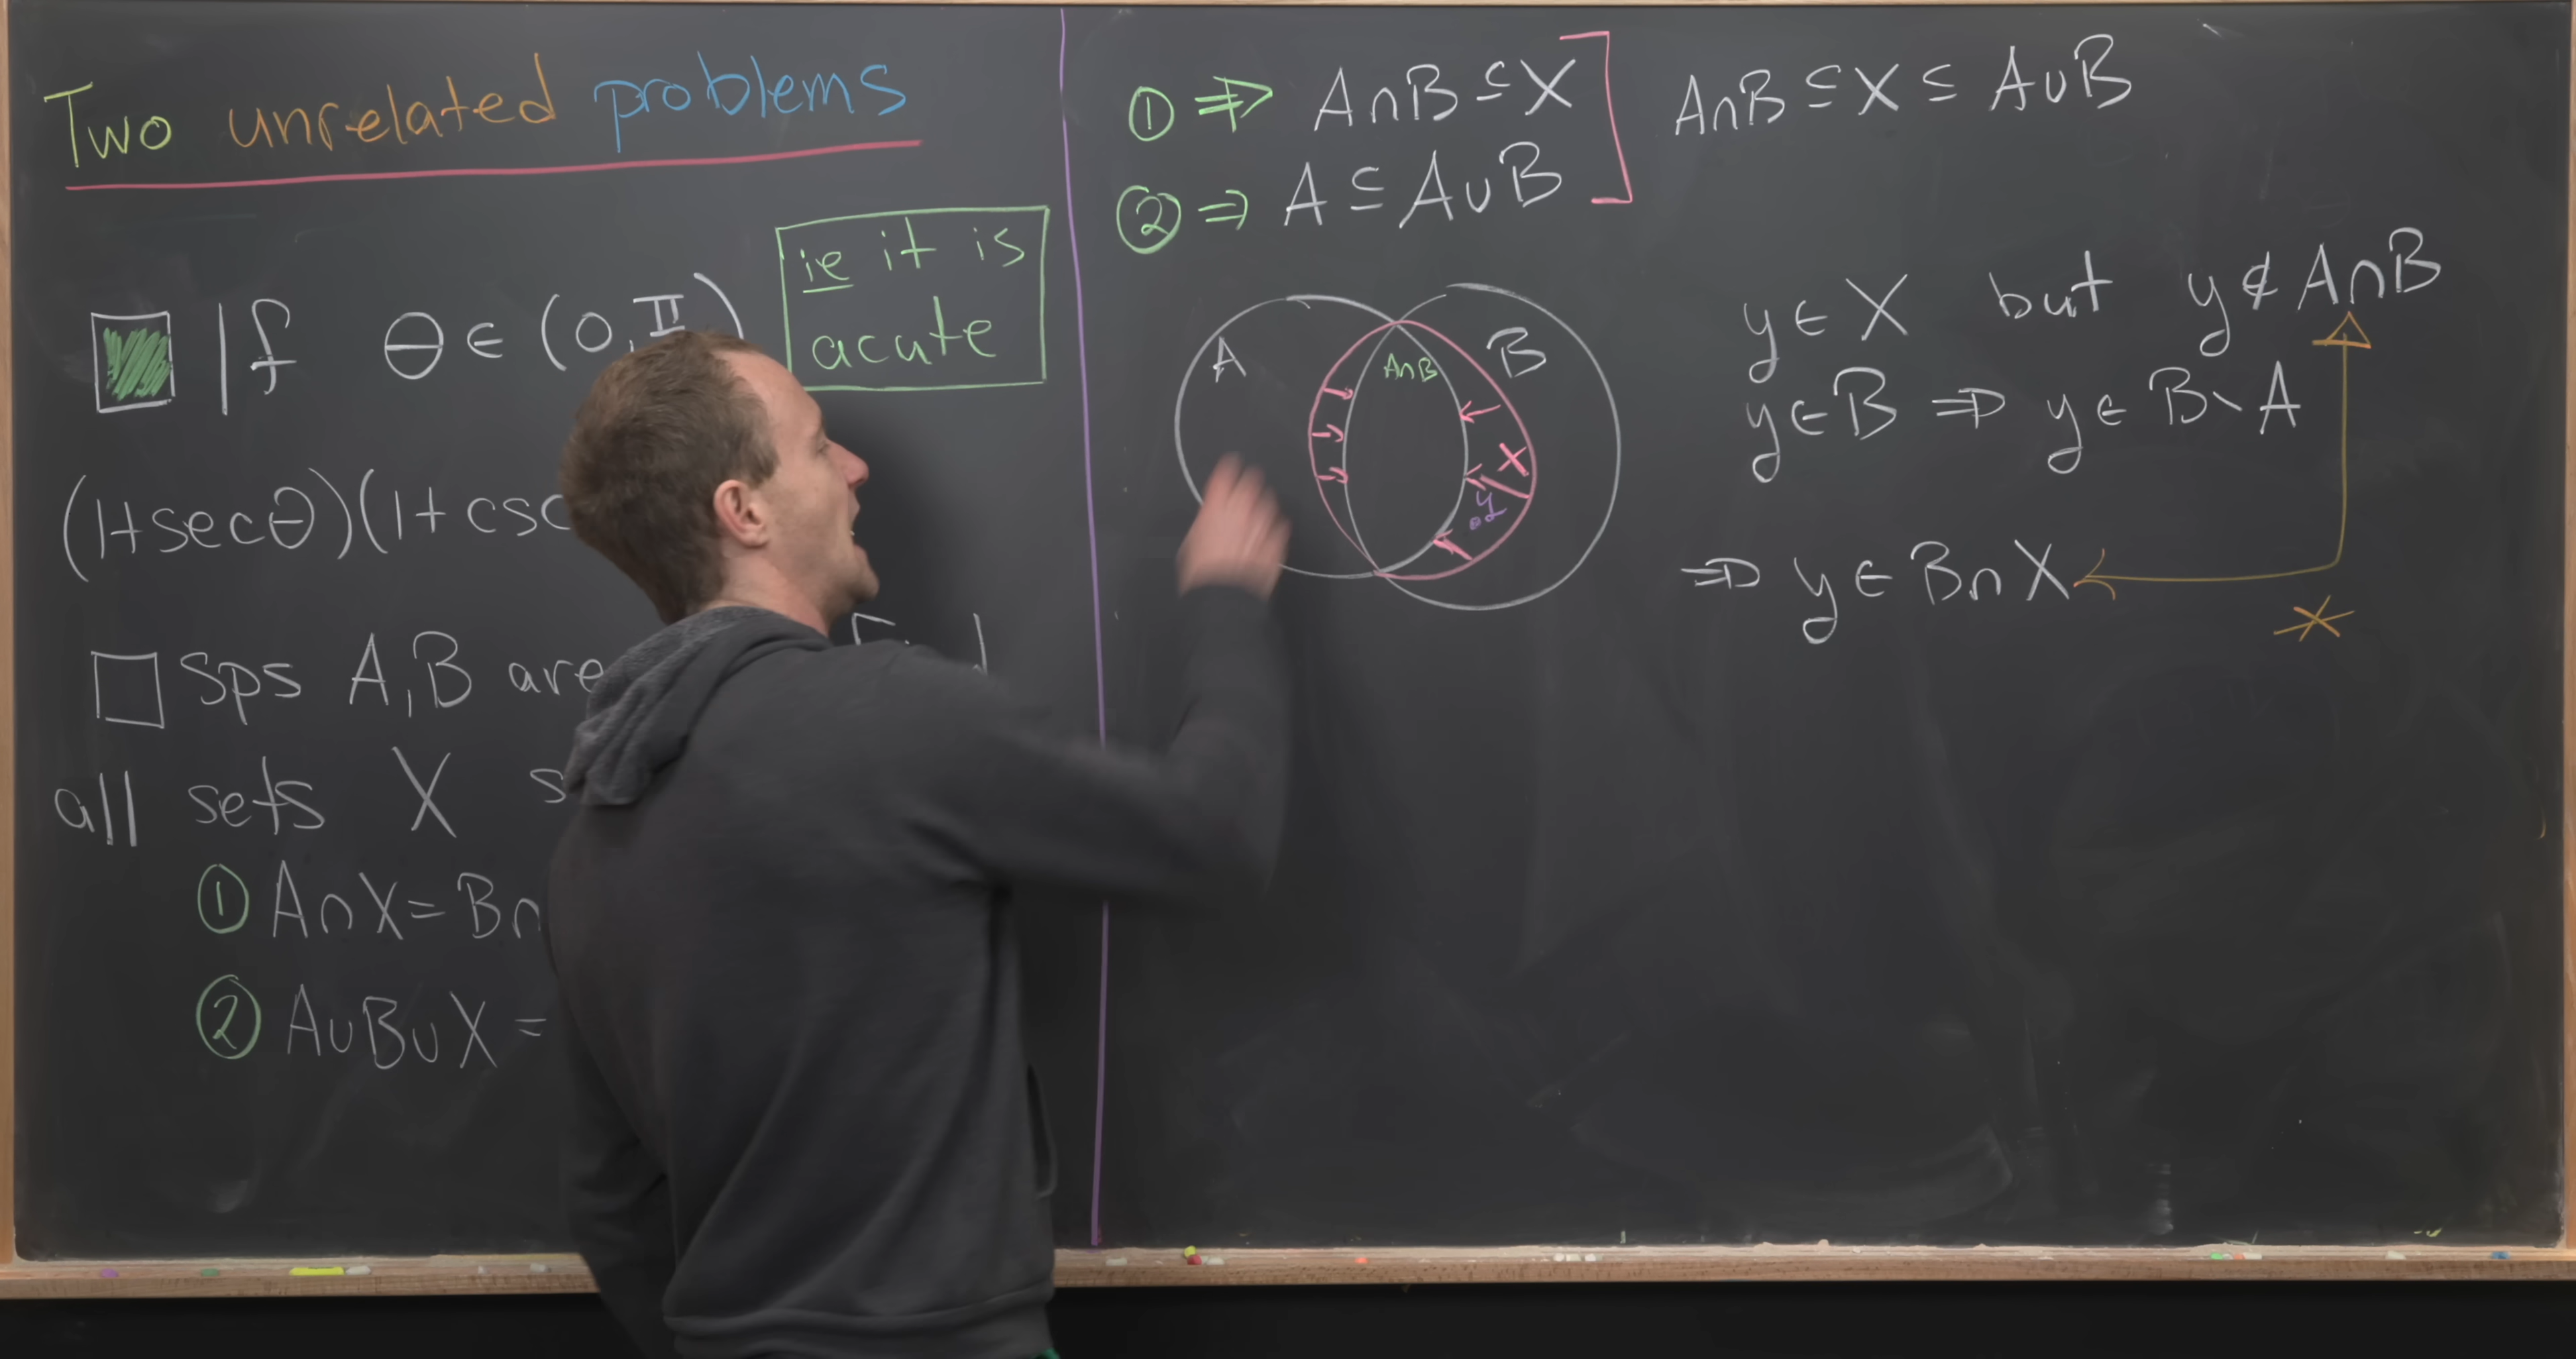 Two unrelated problems
If θ ∈ (0, π
ie it is
acute
(1+secθ)(1+csc
Sps A,B are
all sets X s
① A∩X=B∩
② A∪B∪X =
① ⇒ A∩B ⊆ X
② ⇒ A ⊆ A∪B
A∩B ⊆ X ⊆ A∪B
A
A∩B
B
X
y
y ∈ X but y ∉ A∩B
y ∈ B ⇒ y ∈ B∖A
⇒ y ∈ B∩X